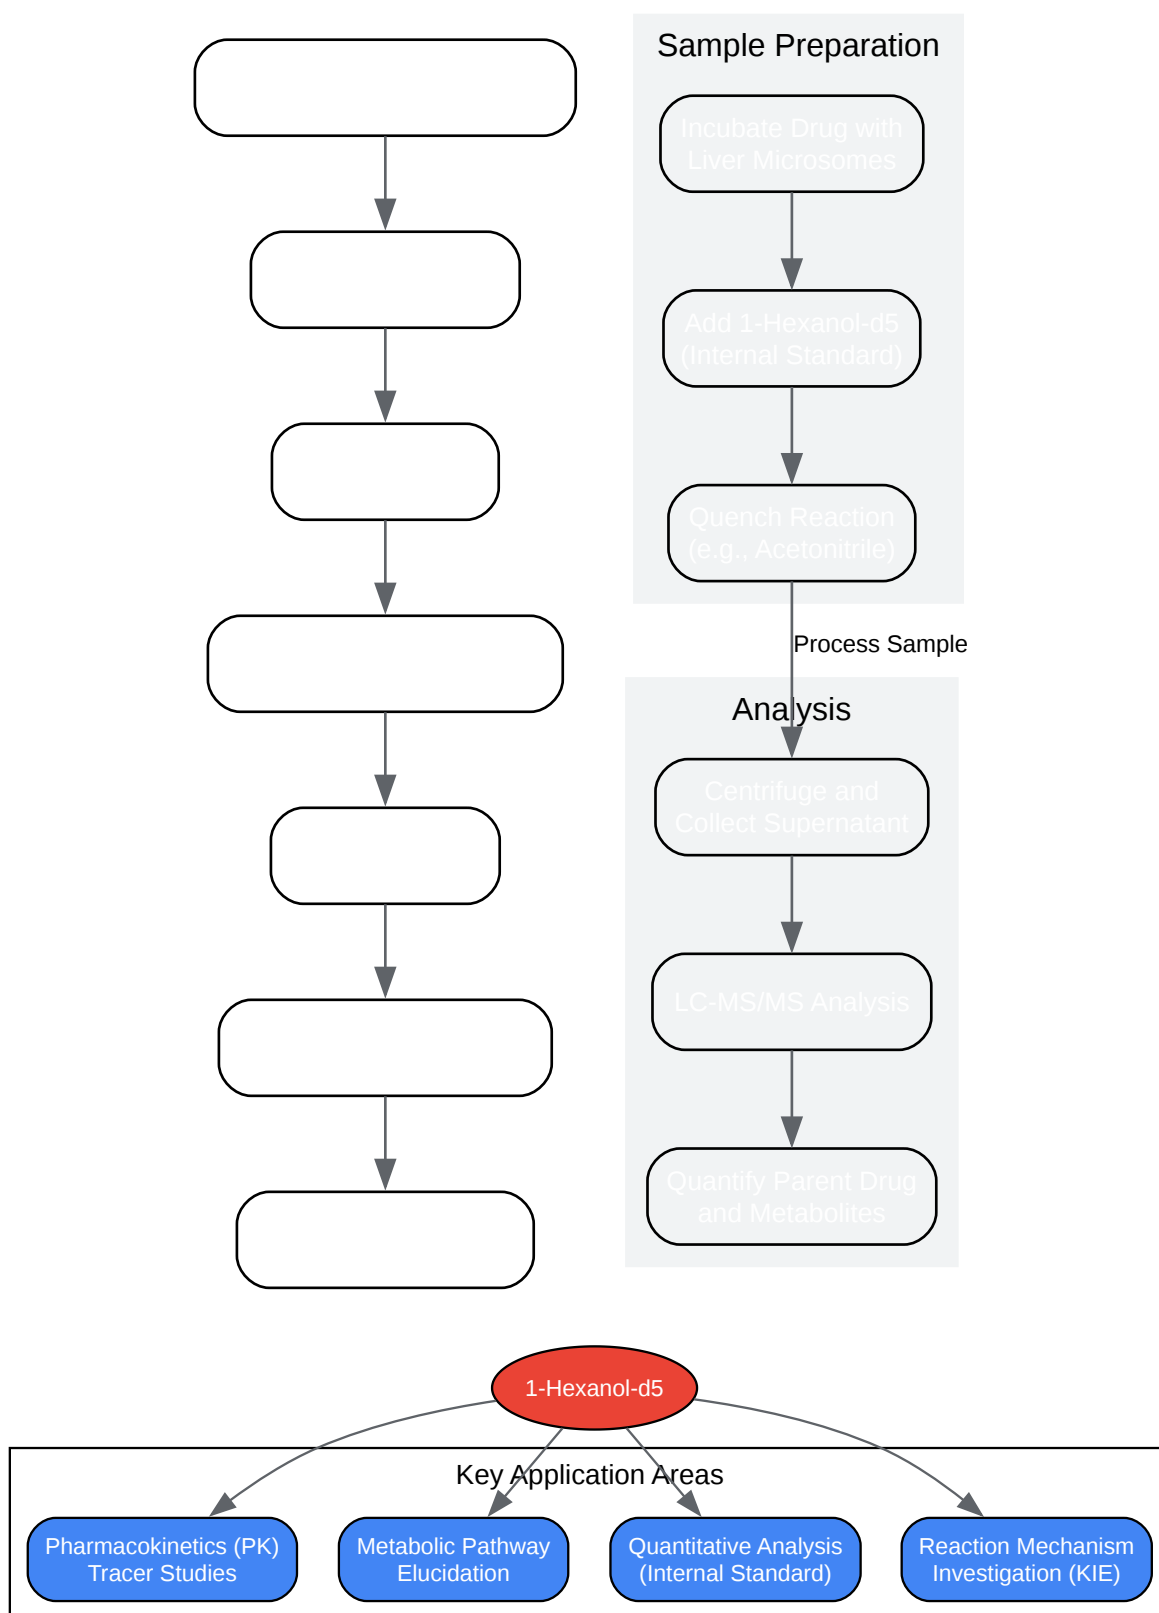 Sample Preparation
Incubate Drug with
Liver Microsomes
Add 1-Hexanol-d5
(Internal Standard)
Quench Reaction
(e.g., Acetonitrile)
Process Sample
Analysis
Centrifuge and
Collect Supernatant
LC-MS/MS Analysis
Quantify Parent Drug
and Metabolites
1-Hexanol-d5
Key Application Areas
Pharmacokinetics (PK)
Tracer Studies
Metabolic Pathway
Elucidation
Quantitative Analysis
(Internal Standard)
Reaction Mechanism
Investigation (KIE)